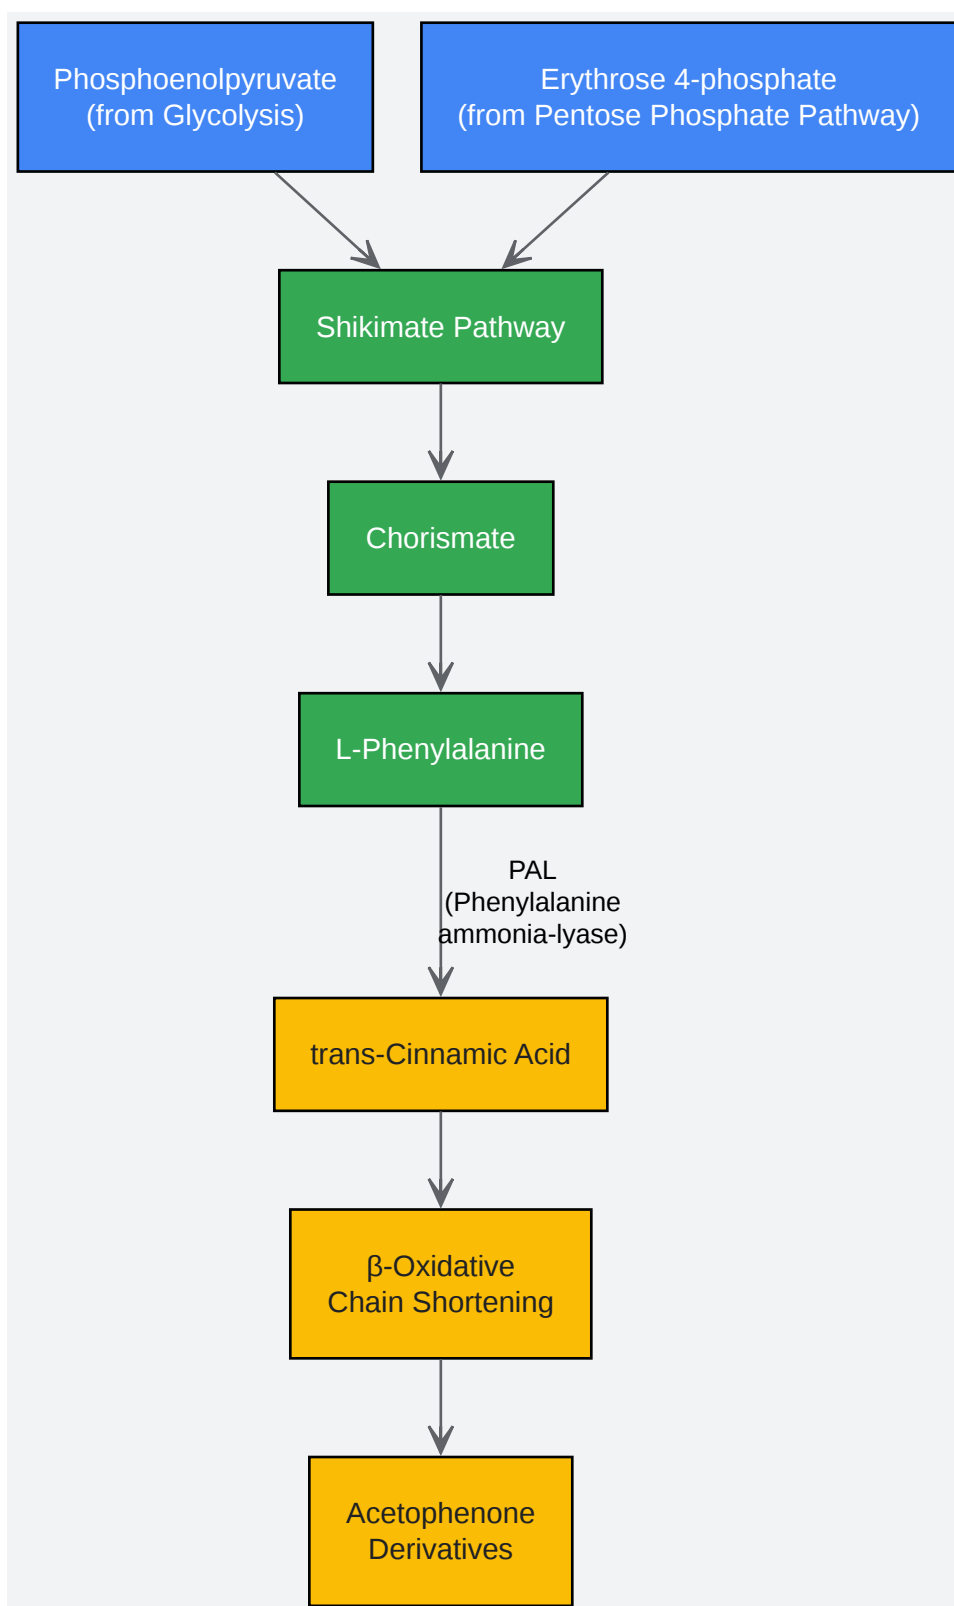 Phosphoenolpyruvate
(from Glycolysis)
Erythrose 4-phosphate
(from Pentose Phosphate Pathway)
Shikimate Pathway
Chorismate
L-Phenylalanine
PAL
(Phenylalanine
ammonia-lyase)
trans-Cinnamic Acid
β-Oxidative
Chain Shortening
Acetophenone
Derivatives